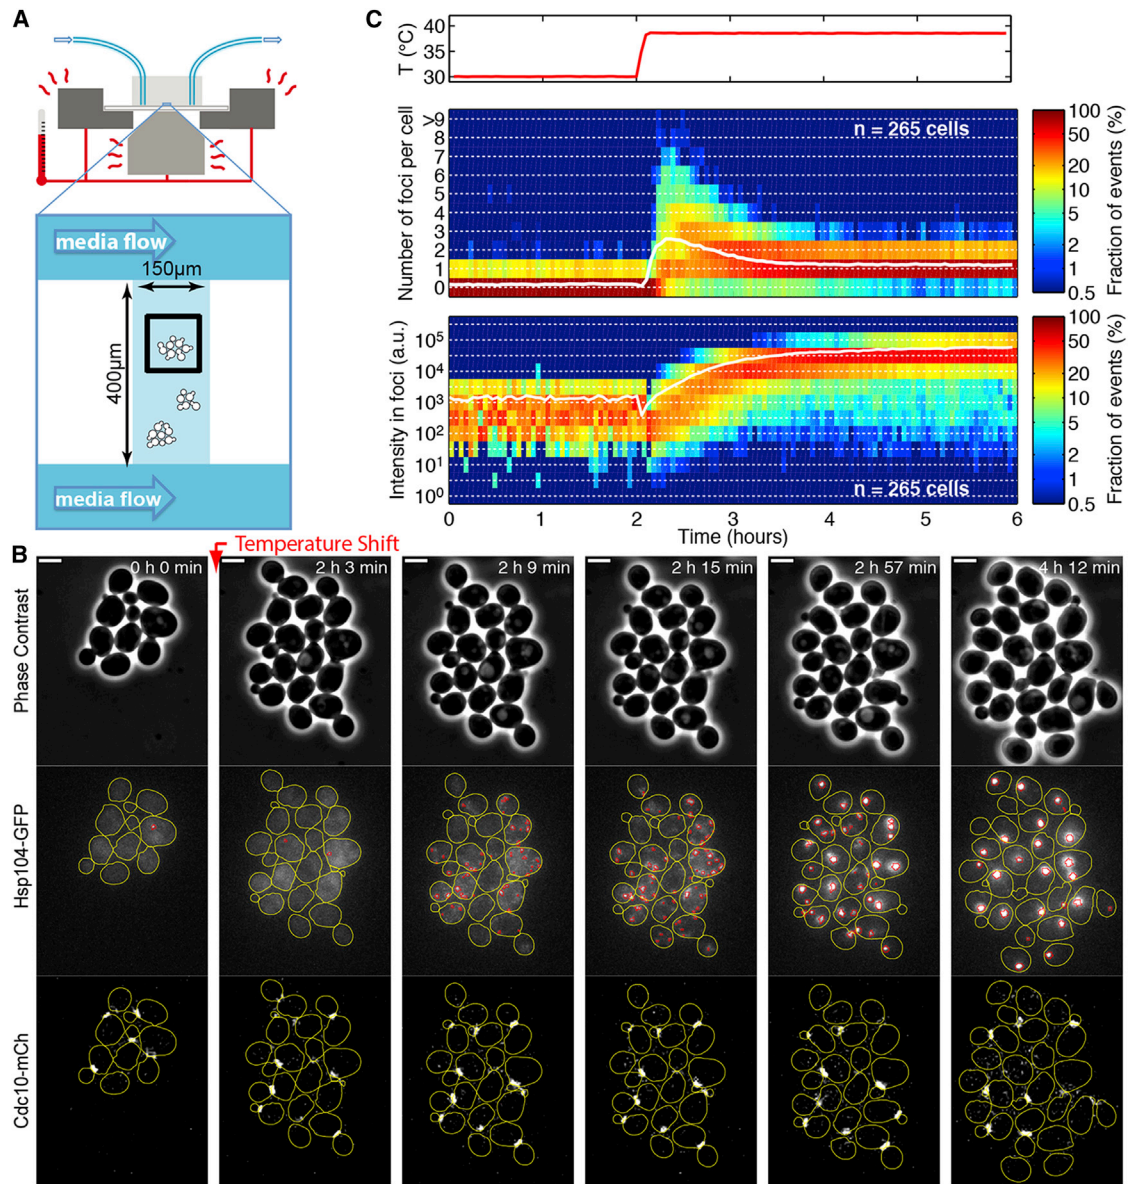 A
media flow
150µm
400µm
media flow
C
T (°C)
40
35
30
Number of foci per cell
>9
8
7
6
5
4
3
2
1
0
n = 265 cells
100
50
20
10
5
2
1
0.5
Fraction of events (%)
Intensity in foci (a.u.)
10⁵
10⁴
10³
10²
10¹
10⁰
n = 265 cells
100
50
20
10
5
2
1
0.5
Fraction of events (%)
0 1 2 3 4 5 6
Time (hours)
B
Temperature Shift
Phase Contrast
0 h 0 min
2 h 3 min
2 h 9 min
2 h 15 min
2 h 57 min
4 h 12 min
Hsp104-GFP
Cdc10-mCh